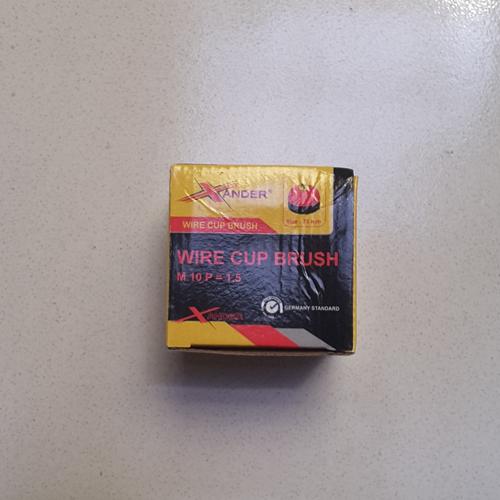 XANDER
WIRE CUP BRUSH
WIRE CUP BRUSH
M.10 P = 1.5
GERMANY STANDARD